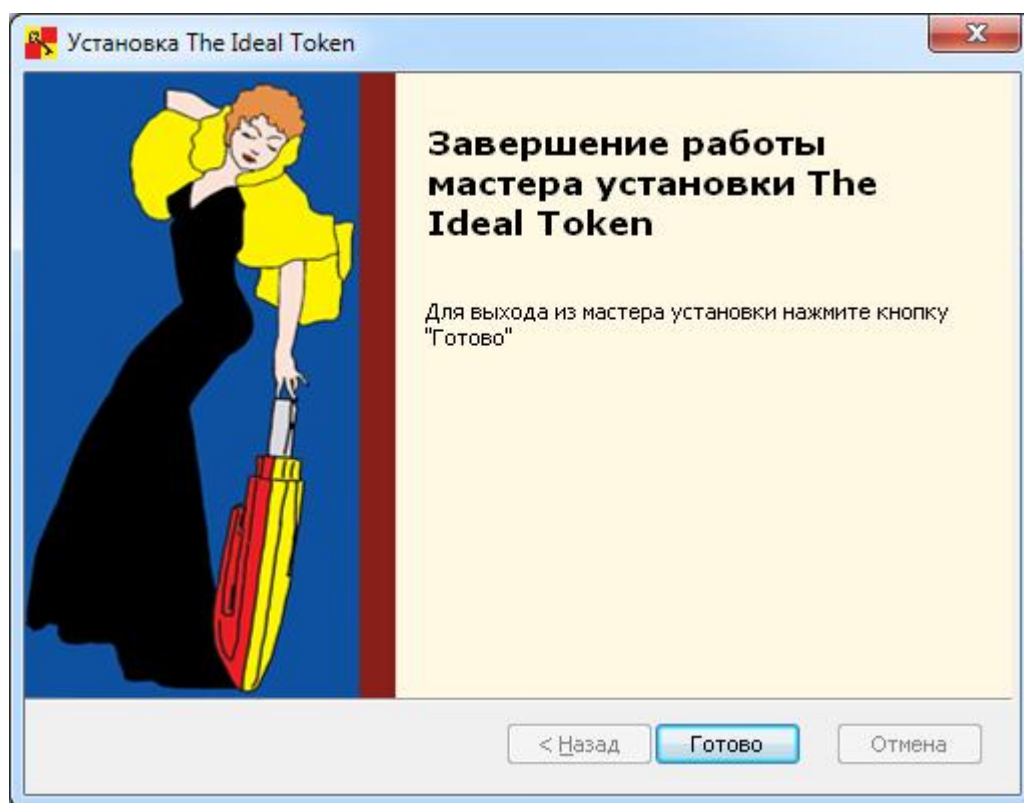 Установка The Ideal Token
Завершение работы
мастера установки The
Ideal Token
Для выхода из мастера установки нажмите кнопку
"Готово"
< Назад
Готово
Отмена